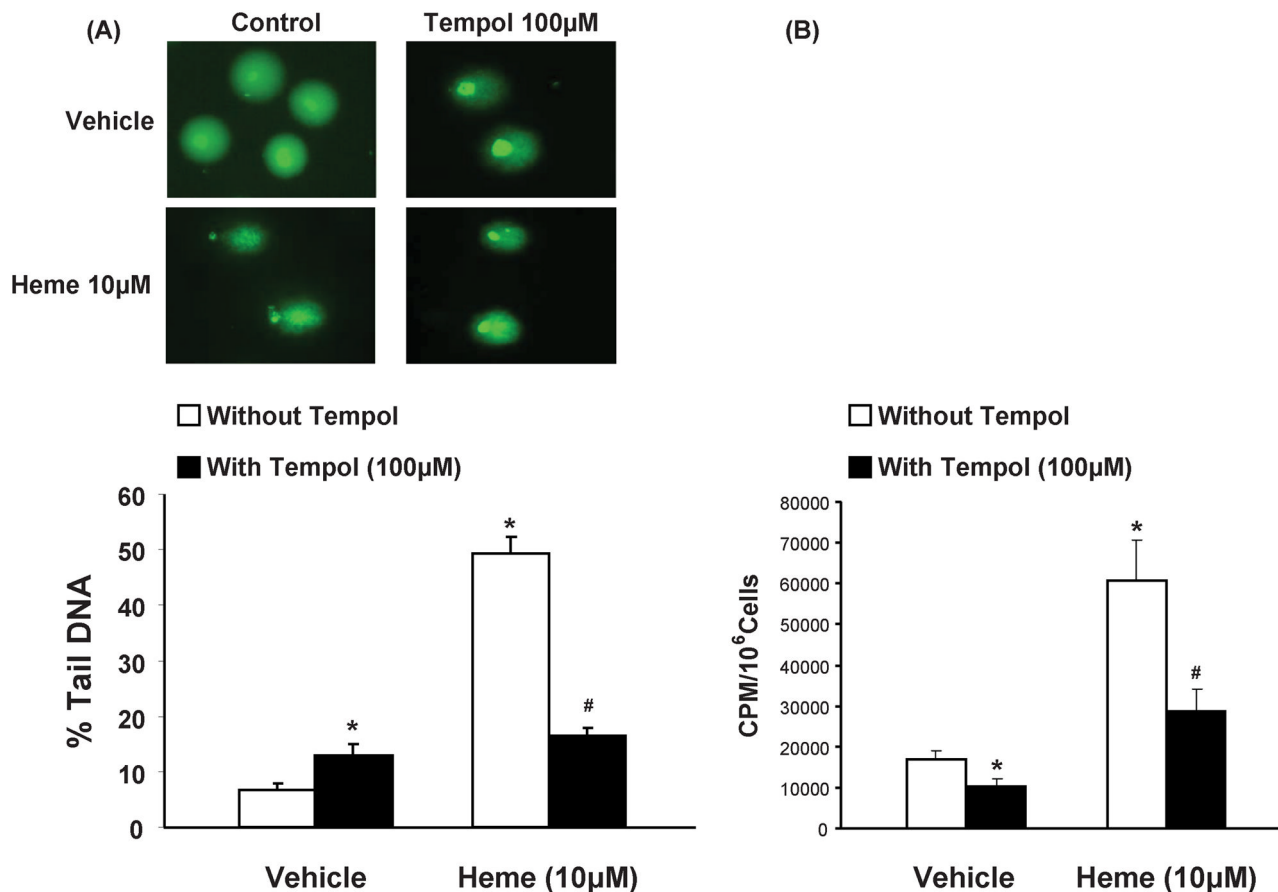 (A)
Control
Tempol 100µM
(B)
Vehicle
Heme 10µM
Without Tempol
With Tempol (100µM)
60
50
40
30
20
10
0
% Tail DNA
*
*
#
Vehicle
Heme (10µM)
Without Tempol
With Tempol (100µM)
80000
70000
60000
50000
40000
30000
20000
10000
0
CPM/10⁶Cells
*
*
#
Vehicle
Heme (10µM)